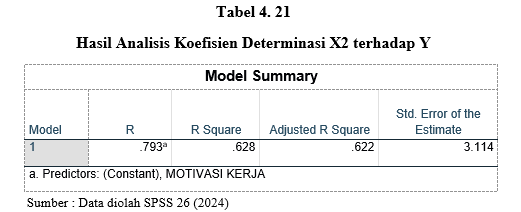 Tabel 4. 21
Hasil Analisis Koefisien Determinasi X2 terhadap Y
Model Summary
Model R R Square Adjusted R Square Std. Error of the Estimate
1 .793a .628 .622 3.114
a. Predictors: (Constant), MOTIVASI KERJA
Sumber : Data diolah SPSS 26 (2024)